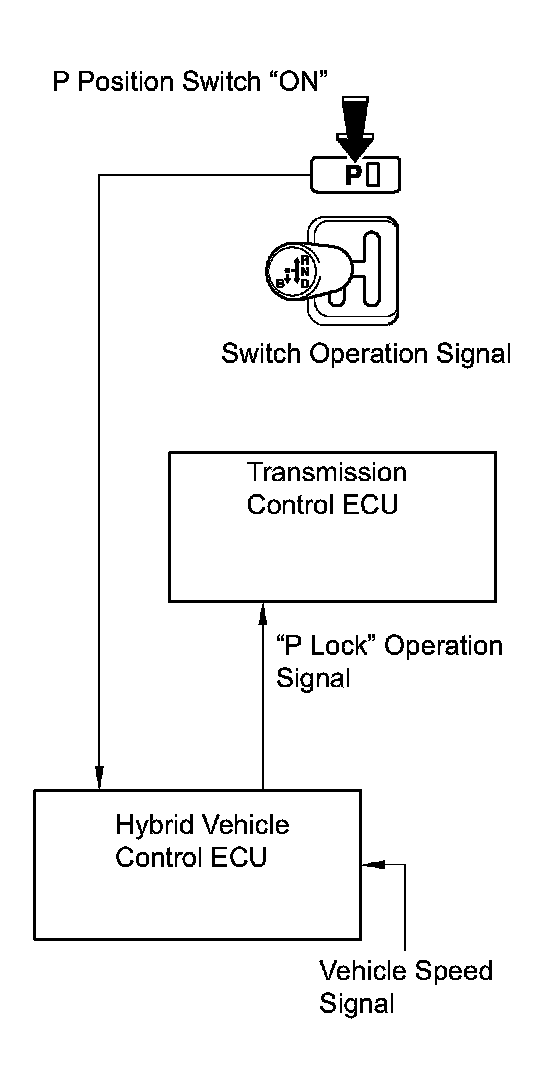 P Position Switch “ON”
P
R
N
B D
Switch Operation Signal
Transmission
Control ECU
“P Lock” Operation
Signal
Hybrid Vehicle
Control ECU
Vehicle Speed
Signal